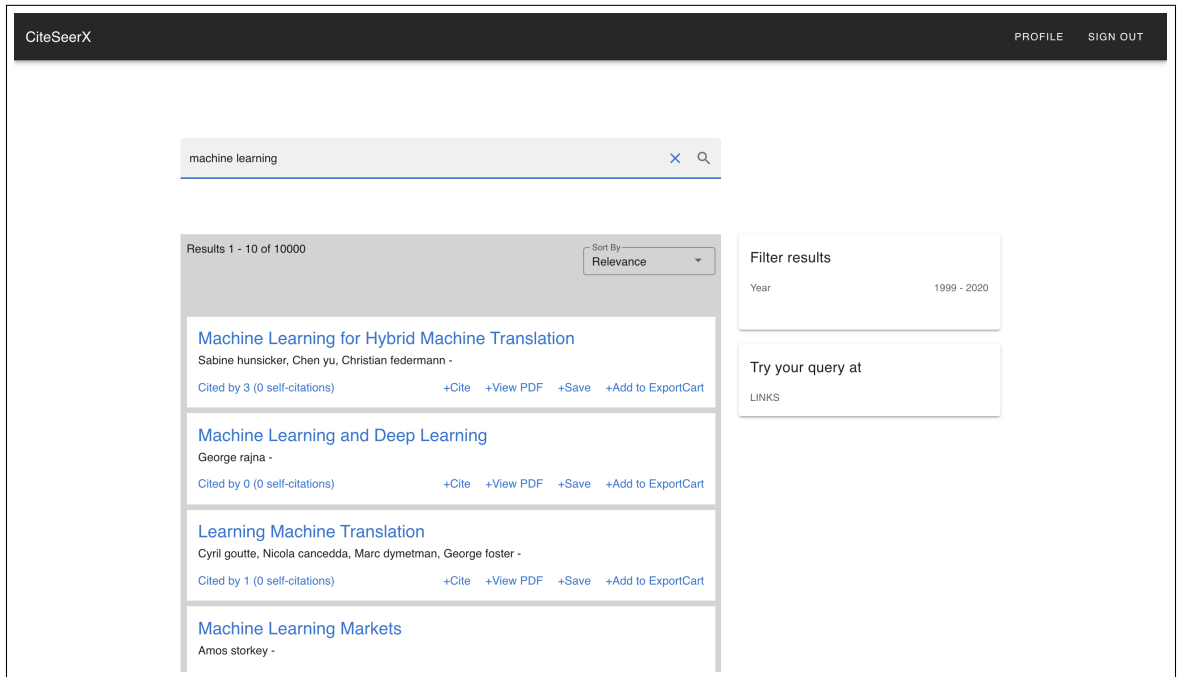 CiteSeerX
PROFILE SIGN OUT
machine learning
Results 1 - 10 of 10000
Sort By
Relevance
Machine Learning for Hybrid Machine Translation
Sabine hunsicker, Chen yu, Christian federmann -
Cited by 3 (0 self-citations) +Cite +View PDF +Save +Add to ExportCart
Machine Learning and Deep Learning
George rajna -
Cited by 0 (0 self-citations) +Cite +View PDF +Save +Add to ExportCart
Learning Machine Translation
Cyril goutte, Nicola cancedda, Marc dymetman, George foster -
Cited by 1 (0 self-citations) +Cite +View PDF +Save +Add to ExportCart
Machine Learning Markets
Amos storkey -
Filter results
Year 1999 - 2020
Try your query at
LINKS